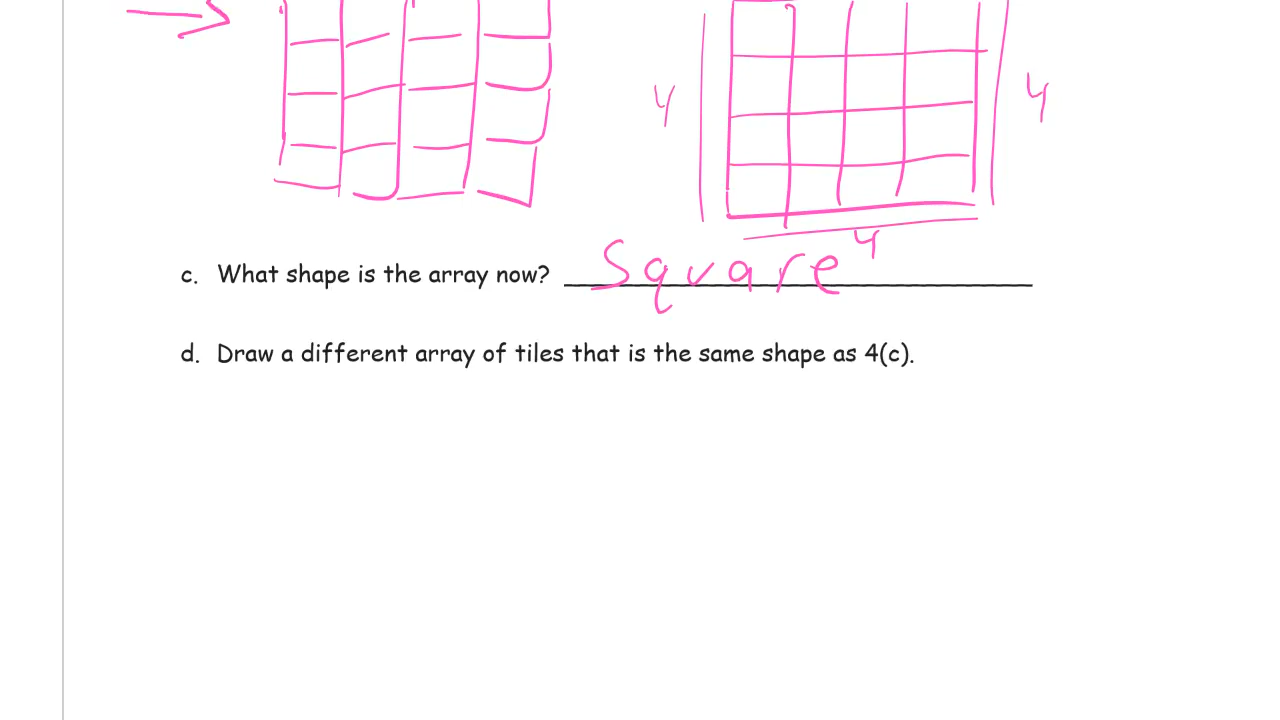 4 4
4
c. What shape is the array now? Square
d. Draw a different array of tiles that is the same shape as 4(c).